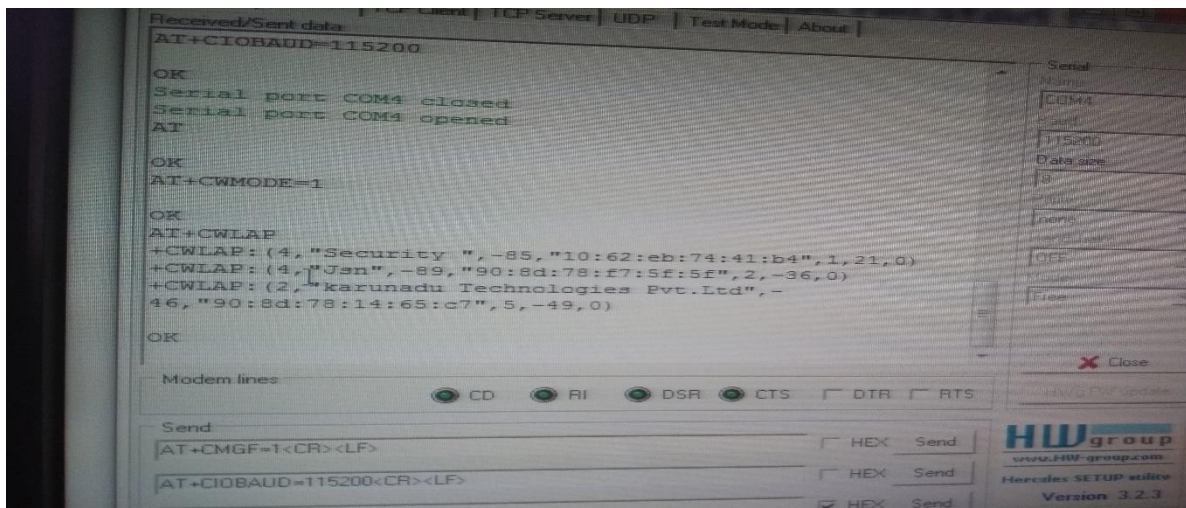 TCP Client TCP Server UDP Test Mode About
Received/Sent data
AT+CIOBAUD=115200
OK
Serial port COM4 closed
Serial port COM4 opened
AT
OK
AT+CWMODE=1
OK
AT+CWLAP
+CWLAP:(4,"Security ",-85,"10:62:eb:74:41:b4",1,21,0)
+CWLAP:(4,"Jsn",-89,"90:8d:78:f7:5f:5f",2,-36,0)
+CWLAP:(2,"karunadu Technologies Pvt.Ltd",-
46,"90:8d:78:14:65:c7",5,-49,0)
OK
Modem lines
CD RI DSR CTS DTR RTS
Send
AT+CMGF=1<CR><LF>
HEX Send
AT+CIOBAUD=115200<CR><LF>
HEX Send
HEX Send
Serial
Name
COM4
115200
Data size
8
none
OFF
Free
Close
HWgroup
www.HW-group.com
Hercules SETUP utility
Version 3.2.3